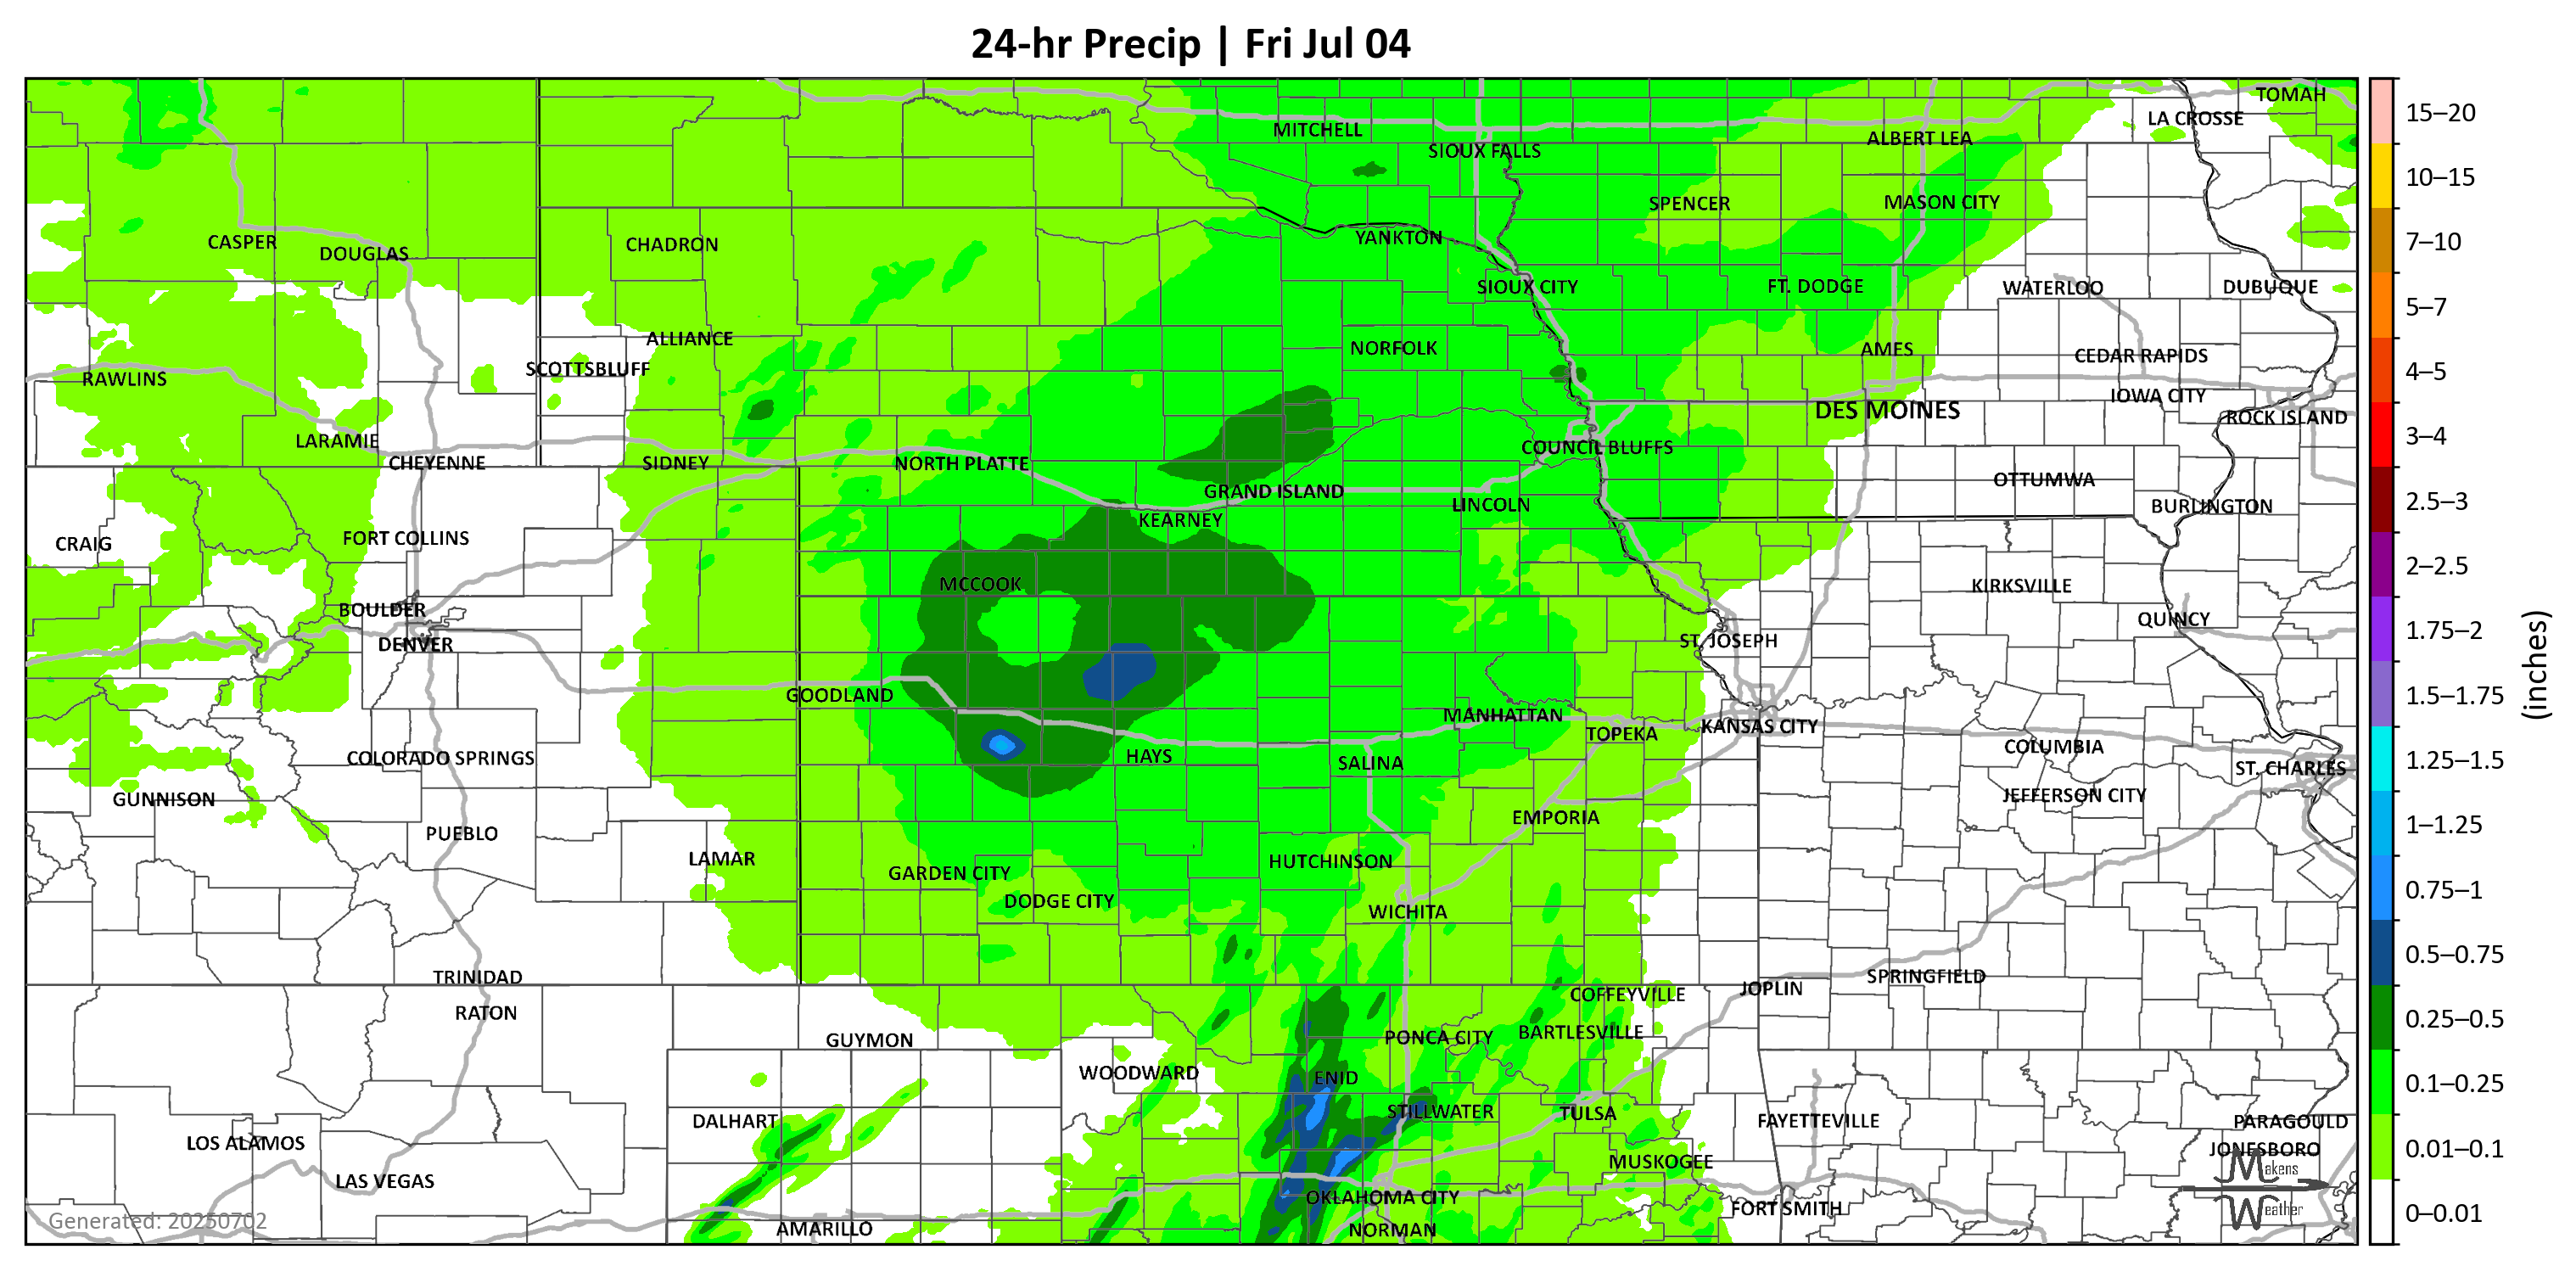 24-hr Precip | Fri Jul 04
TOMAH
LA CROSSE
MITCHELL
ALBERT LEA
SIOUX FALLS
SPENCER
MASON CITY
CASPER
DOUGLAS
CHADRON
YANKTON
SIOUX CITY
FT. DODGE
WATERLOO
DUBUQUE
ALLIANCE
NORFOLK
AMES
CEDAR RAPIDS
SCOTTSBLUFF
RAWLINS
IOWA CITY
DES MOINES
ROCK ISLAND
LARAMIE
CHEYENNE
SIDNEY
NORTH PLATTE
COUNCIL BLUFFS
OTTUMWA
GRAND ISLAND
LINCOLN
BURLINGTON
KEARNEY
CRAIG
FORT COLLINS
MCCOOK
KIRKSVILLE
BOULDER
QUINCY
DENVER
ST. JOSEPH
GOODLAND
MANHATTAN
TOPEKA
KANSAS CITY
COLORADO SPRINGS
HAYS
SALINA
COLUMBIA
ST. CHARLES
GUNNISON
JEFFERSON CITY
PUEBLO
EMPORIA
LAMAR
GARDEN CITY
HUTCHINSON
DODGE CITY
WICHITA
TRINIDAD
SPRINGFIELD
JOPLIN
COFFEYVILLE
RATON
GUYMON
PONCA CITY
BARTLESVILLE
WOODWARD
ENID
DALHART
STILLWATER
TULSA
FAYETTEVILLE
PARAGOULD
LOS ALAMOS
JONESBORO
MUSKOGEE
LAS VEGAS
OKLAHOMA CITY
FORT SMITH
AMARILLO
NORMAN
Makens
Weather
Generated: 20250702
15–20
10–15
7–10
5–7
4–5
3–4
2.5–3
2–2.5
1.75–2
1.5–1.75
1.25–1.5
1–1.25
0.75–1
0.5–0.75
0.25–0.5
0.1–0.25
0.01–0.1
0–0.01
(inches)